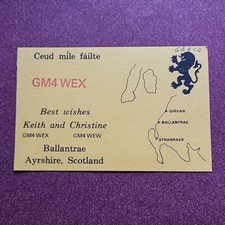 Ceud mile fáilte
GM4 WEX
Best wishes
Keith and Christine
GM4 WEX GM4 WEW
Ballantrae
Ayrshire, Scotland
GIRVAN
BALLANTRAE
STRANRAER